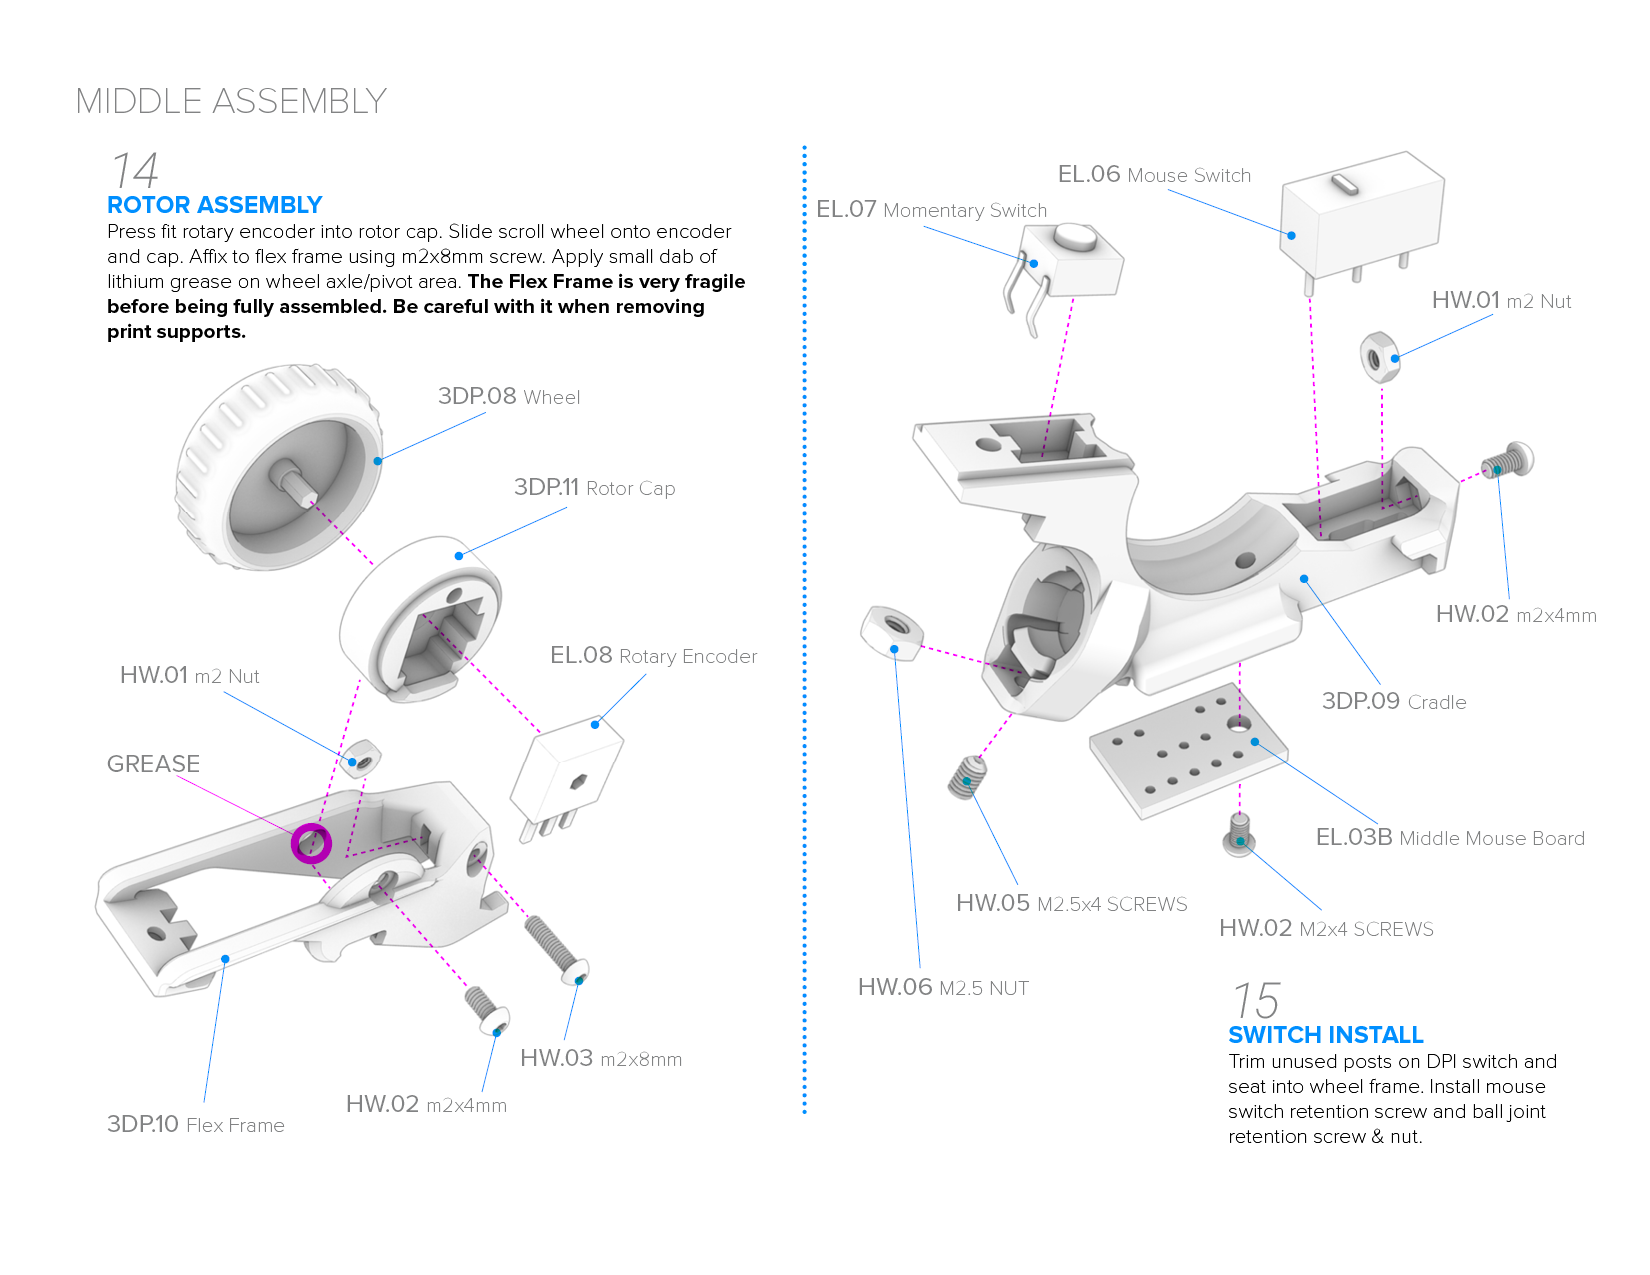 MIDDLE ASSEMBLY
14
ROTOR ASSEMBLY
Press fit rotary encoder into rotor cap. Slide scroll wheel onto encoder
and cap. Affix to flex frame using m2x8mm screw. Apply small dab of
lithium grease on wheel axle/pivot area. The Flex Frame is very fragile
before being fully assembled. Be careful with it when removing
print supports.
3DP.08 Wheel
3DP.11 Rotor Cap
EL.08 Rotary Encoder
HW.01 m2 Nut
GREASE
HW.03 m2x8mm
HW.02 m2x4mm
3DP.10 Flex Frame
EL.06 Mouse Switch
EL.07 Momentary Switch
HW.01 m2 Nut
HW.02 m2x4mm
3DP.09 Cradle
EL.03B Middle Mouse Board
HW.05 M2.5x4 SCREWS
HW.02 M2x4 SCREWS
HW.06 M2.5 NUT
15
SWITCH INSTALL
Trim unused posts on DPI switch and
seat into wheel frame. Install mouse
switch retention screw and ball joint
retention screw & nut.